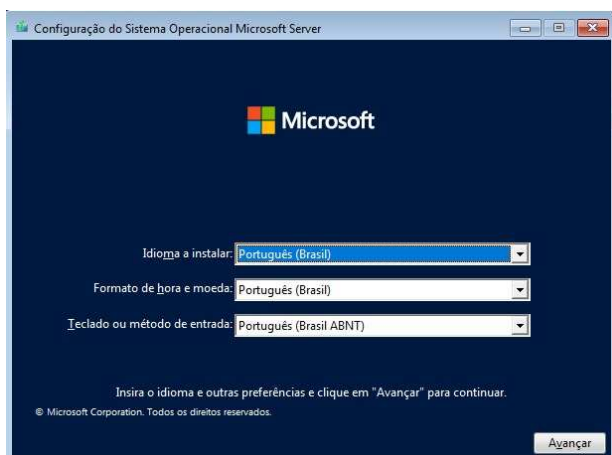 Configuração do Sistema Operacional Microsoft Server
Microsoft
Idioma a instalar: Português (Brasil)
Formato de hora e moeda: Português (Brasil)
Teclado ou método de entrada: Português (Brasil ABNT)
Insira o idioma e outras preferências e clique em "Avançar" para continuar.
© Microsoft Corporation. Todos os direitos reservados.
Avançar